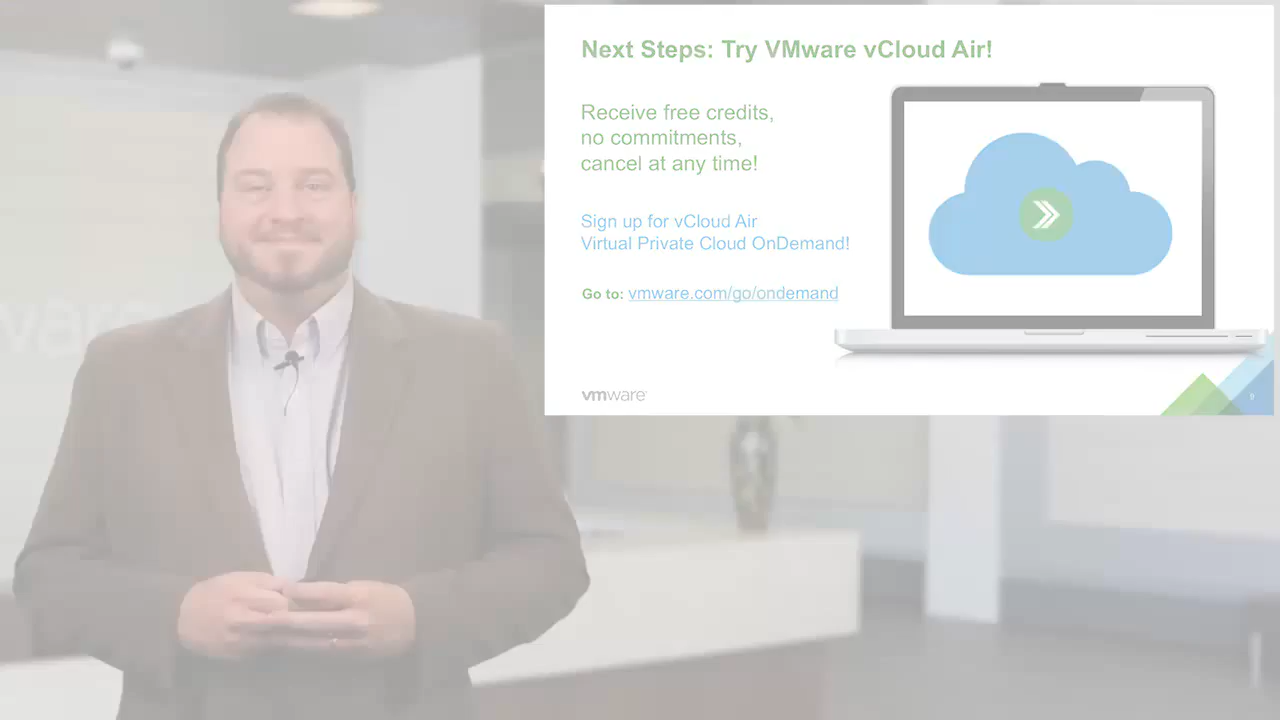 Next Steps: Try VMware vCloud Air!
Receive free credits,
no commitments,
cancel at any time!
Sign up for vCloud Air
Virtual Private Cloud OnDemand!
Go to: vmware.com/go/ondemand
vmware
9